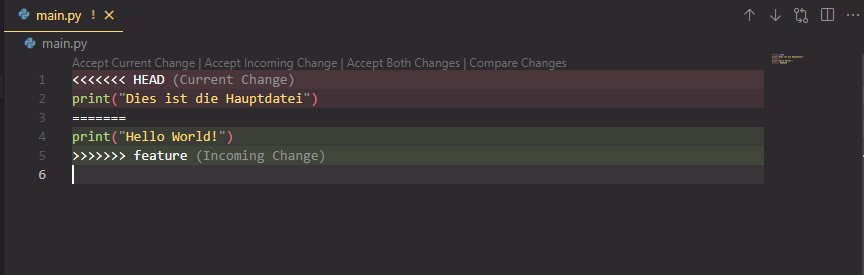 main.py ! ×
main.py
Accept Current Change | Accept Incoming Change | Accept Both Changes | Compare Changes
1 <<<<<<< HEAD (Current Change)
2 print("Dies ist die Hauptdatei")
3 =======
4 print("Hello World!")
5 >>>>>>> feature (Incoming Change)
6